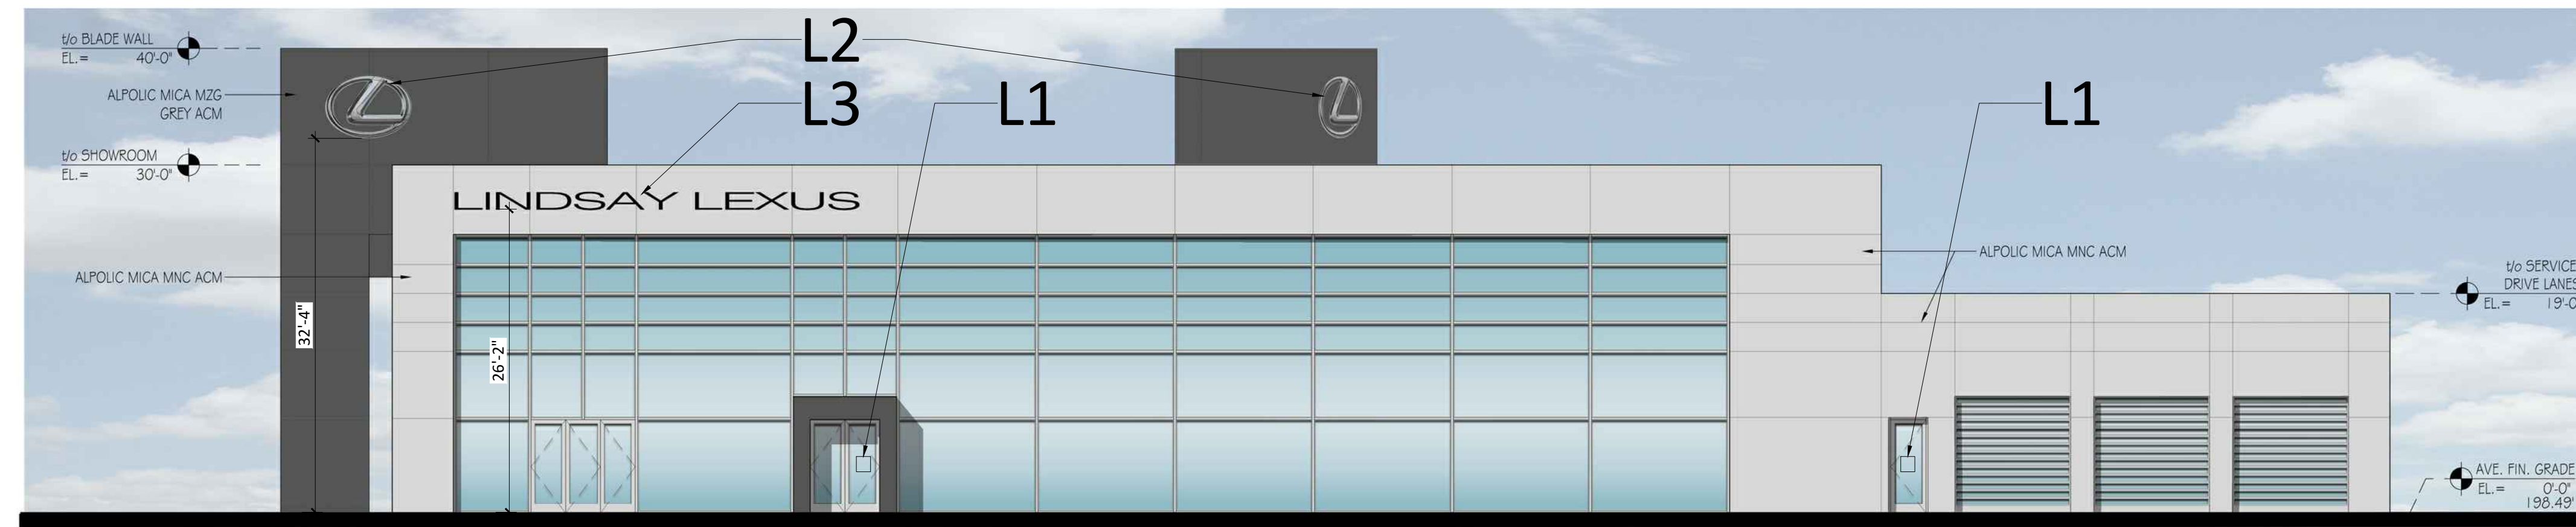 t/o BLADE WALL
EL.= 40'-0"
ALPOLIC MICA MZG
GREY ACM
t/o SHOWROOM
EL.= 30'-0"
ALPOLIC MICA MNC ACM
32'-4"
26'-2"
L2
L3
L1
L1
LINDSAY LEXUS
ALPOLIC MICA MNC ACM
t/o SERVICE
DRIVE LANES
EL.= 19'-0
AVE. FIN. GRADE
EL.= 0'-0"
198.49'